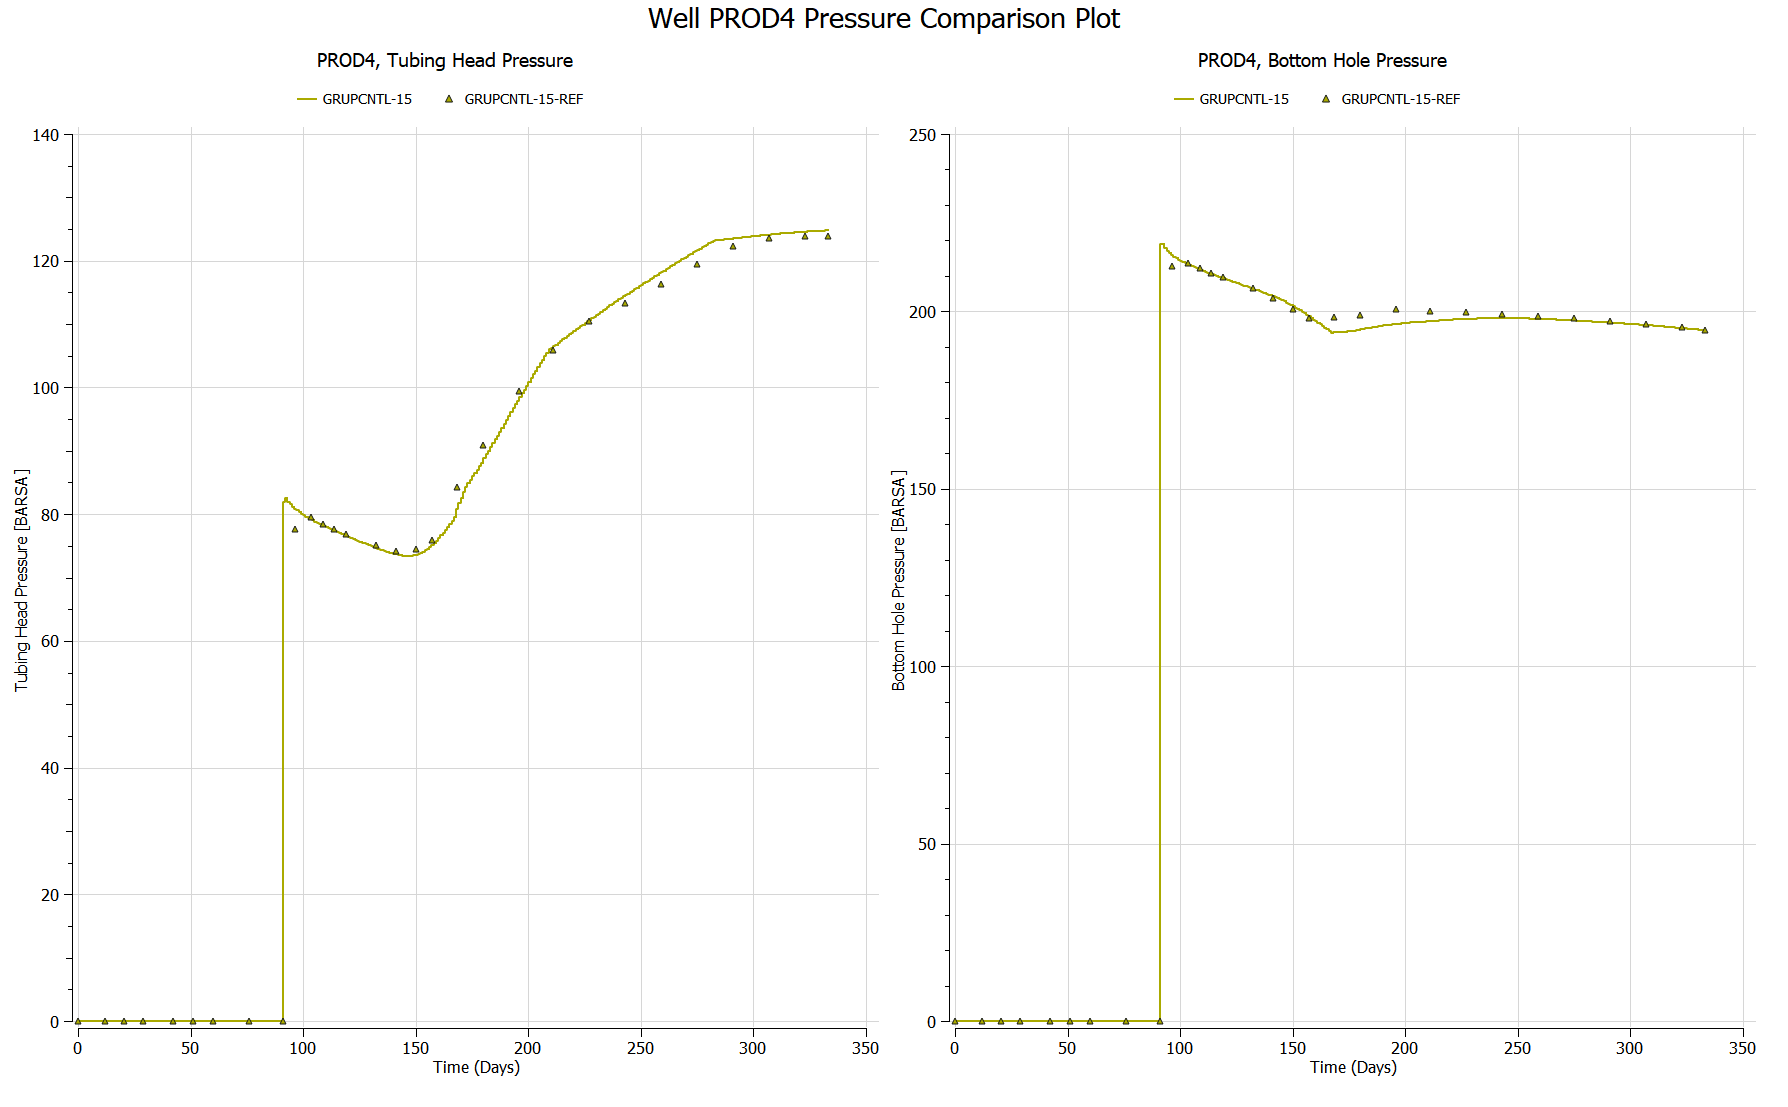 Well PROD4 Pressure Comparison Plot
PROD4, Tubing Head Pressure
GRUPCNTL-15 GRUPCNTL-15-REF
140
120
100
80
60
40
20
0
Tubing Head Pressure [BARSA]
0 50 100 150 200 250 300 350
Time (Days)
PROD4, Bottom Hole Pressure
GRUPCNTL-15 GRUPCNTL-15-REF
250
200
150
100
50
0
Bottom Hole Pressure [BARSA]
0 50 100 150 200 250 300 350
Time (Days)